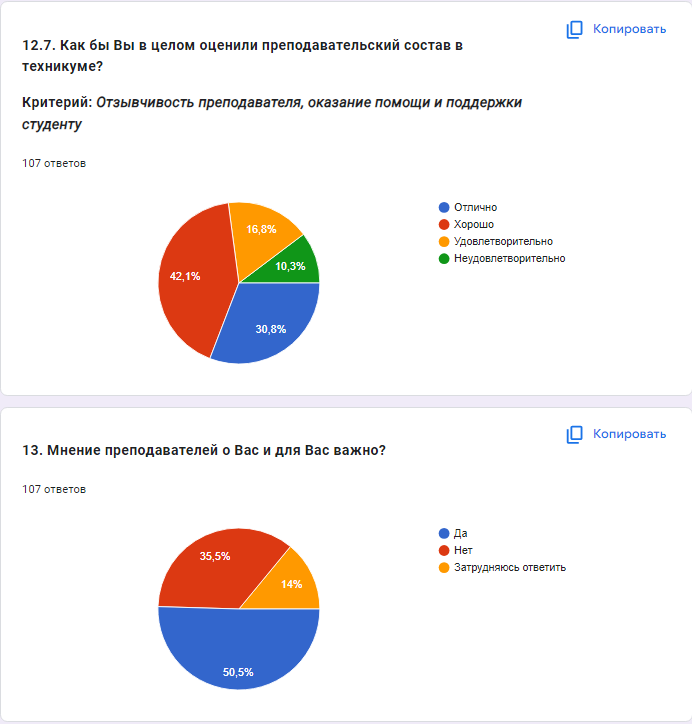 Копировать
12.7. Как бы Вы в целом оценили преподавательский состав в
техникуме?
Критерий: Отзывчивость преподавателя, оказание помощи и поддержки
студенту
107 ответов
Отлично
Хорошо
Удовлетворительно
Неудовлетворительно
16,8%
10,3%
42,1%
30,8%
Копировать
13. Мнение преподавателей о Вас и для Вас важно?
107 ответов
Да
Нет
Затрудняюсь ответить
35,5%
14%
50,5%